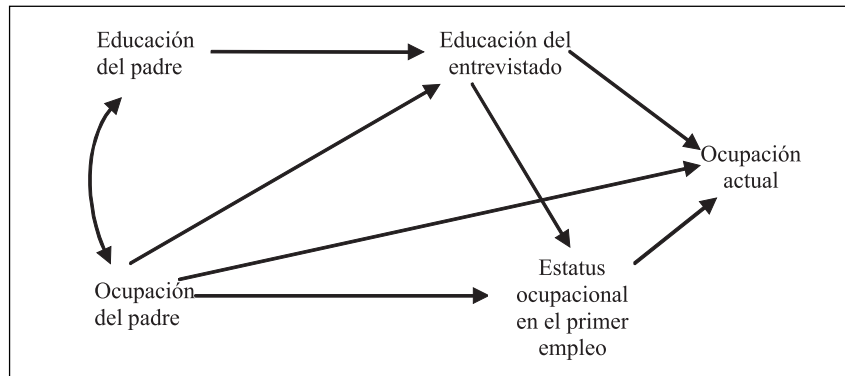 Educación
del padre
Educación del
entrevistado
Ocupación
actual
Ocupación
del padre
Estatus
ocupacional
en el primer
empleo